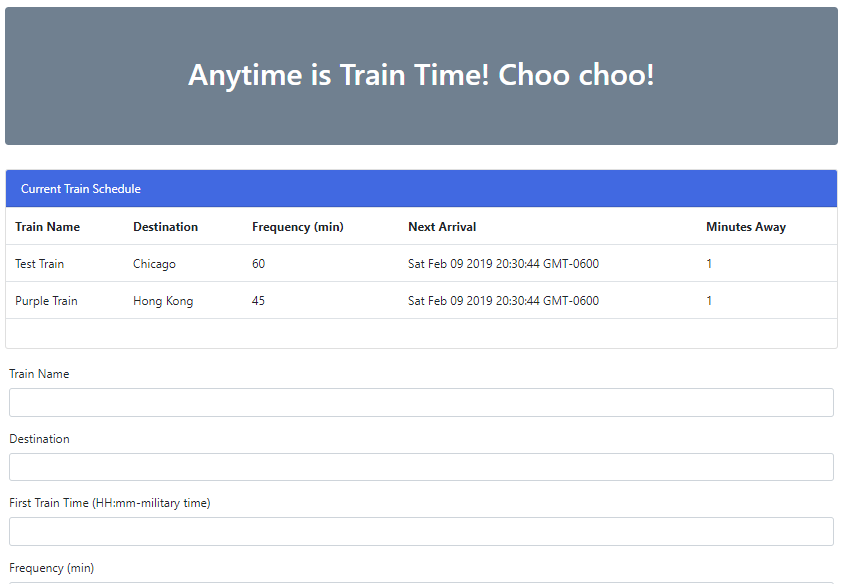 Anytime is Train Time! Choo choo!
Current Train Schedule
Train Name Destination Frequency (min) Next Arrival Minutes Away
Test Train Chicago 60 Sat Feb 09 2019 20:30:44 GMT-0600 1
Purple Train Hong Kong 45 Sat Feb 09 2019 20:30:44 GMT-0600 1
Train Name
Destination
First Train Time (HH:mm-military time)
Frequency (min)